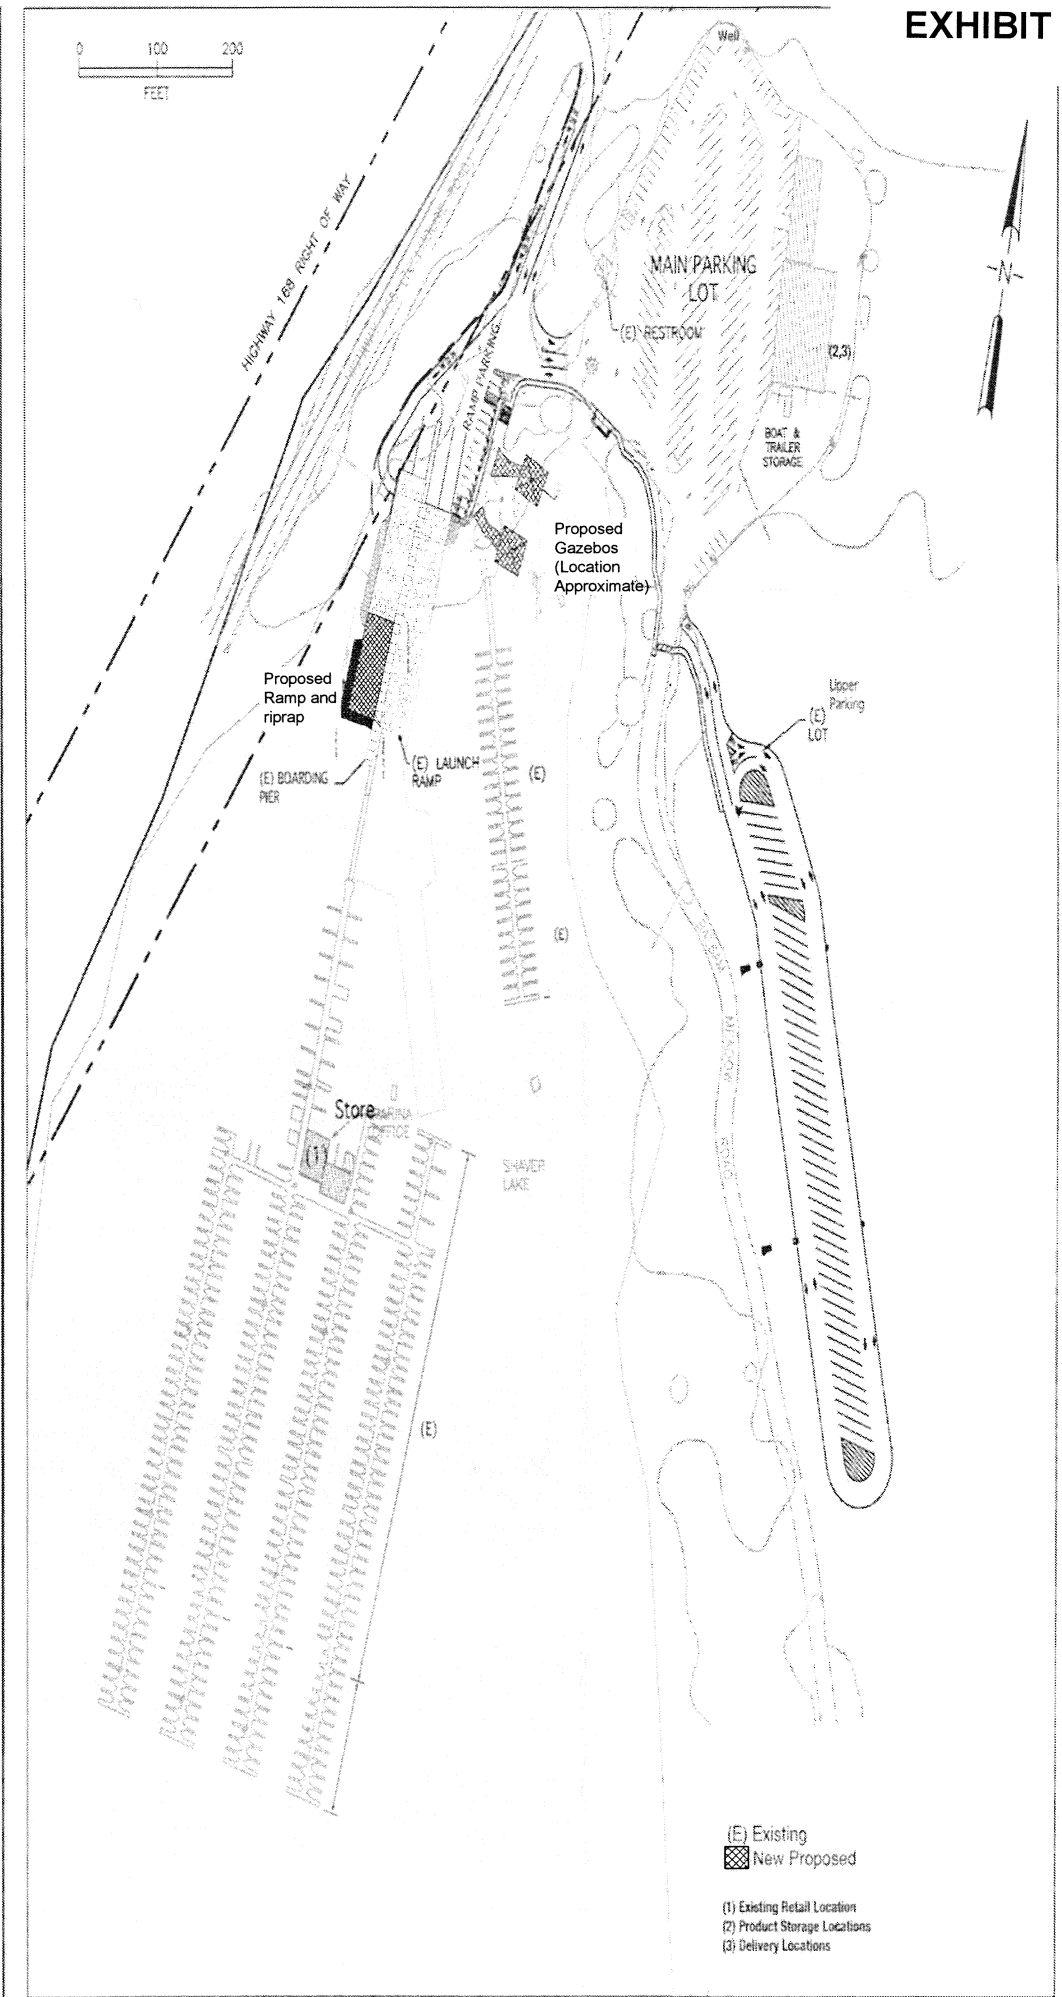 EXHIBIT
0 100 200
FEET
Well
HIGHWAY 168 RIGHT OF WAY
MAIN PARKING
LOT
(E) RESTROOM
(2,3)
RAMP PARKING
BOAT &
TRAILER
STORAGE
Proposed
Gazebos
(Location
Approximate)
N
Proposed
Ramp and
riprap
Upper
Parking
(E)
LOT
(E) BOARDING
PIER
(E) LAUNCH
RAMP
(E)
(E)
MEADOW
ROAD
Store
MARINA
OFFICE
(1)
SHAVER
LAKE
(E)
(E) Existing
New Proposed
(1) Existing Retail Location
(2) Product Storage Locations
(3) Delivery Locations